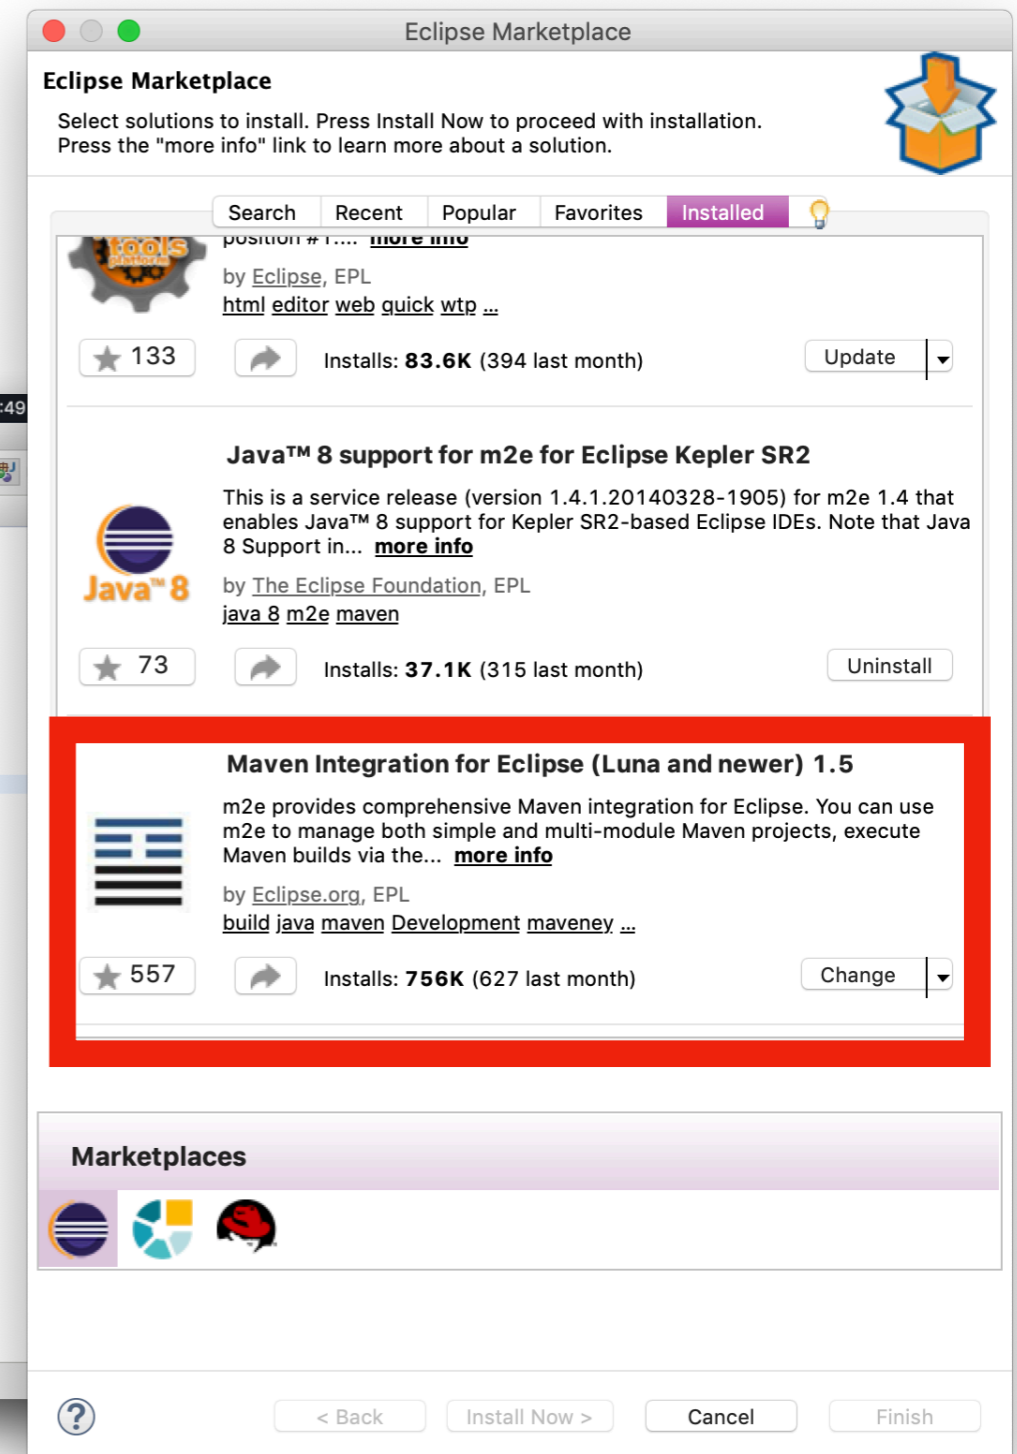 Eclipse Marketplace
Eclipse Marketplace
Select solutions to install. Press Install Now to proceed with installation.
Press the "more info" link to learn more about a solution.
Search Recent Popular Favorites Installed
tools
platform
position #1.... more info
by Eclipse, EPL
html editor web quick wtp ...
133 Installs: 83.6K (394 last month) Update
:49
Java™ 8 support for m2e for Eclipse Kepler SR2
This is a service release (version 1.4.1.20140328-1905) for m2e 1.4 that
enables Java™ 8 support for Kepler SR2-based Eclipse IDEs. Note that Java
8 Support in... more info
Java™ 8
by The Eclipse Foundation, EPL
java 8 m2e maven
73 Installs: 37.1K (315 last month) Uninstall
Maven Integration for Eclipse (Luna and newer) 1.5
m2e provides comprehensive Maven integration for Eclipse. You can use
m2e to manage both simple and multi-module Maven projects, execute
Maven builds via the... more info
by Eclipse.org, EPL
build java maven Development maveney ...
557 Installs: 756K (627 last month) Change
Marketplaces
? < Back Install Now > Cancel Finish